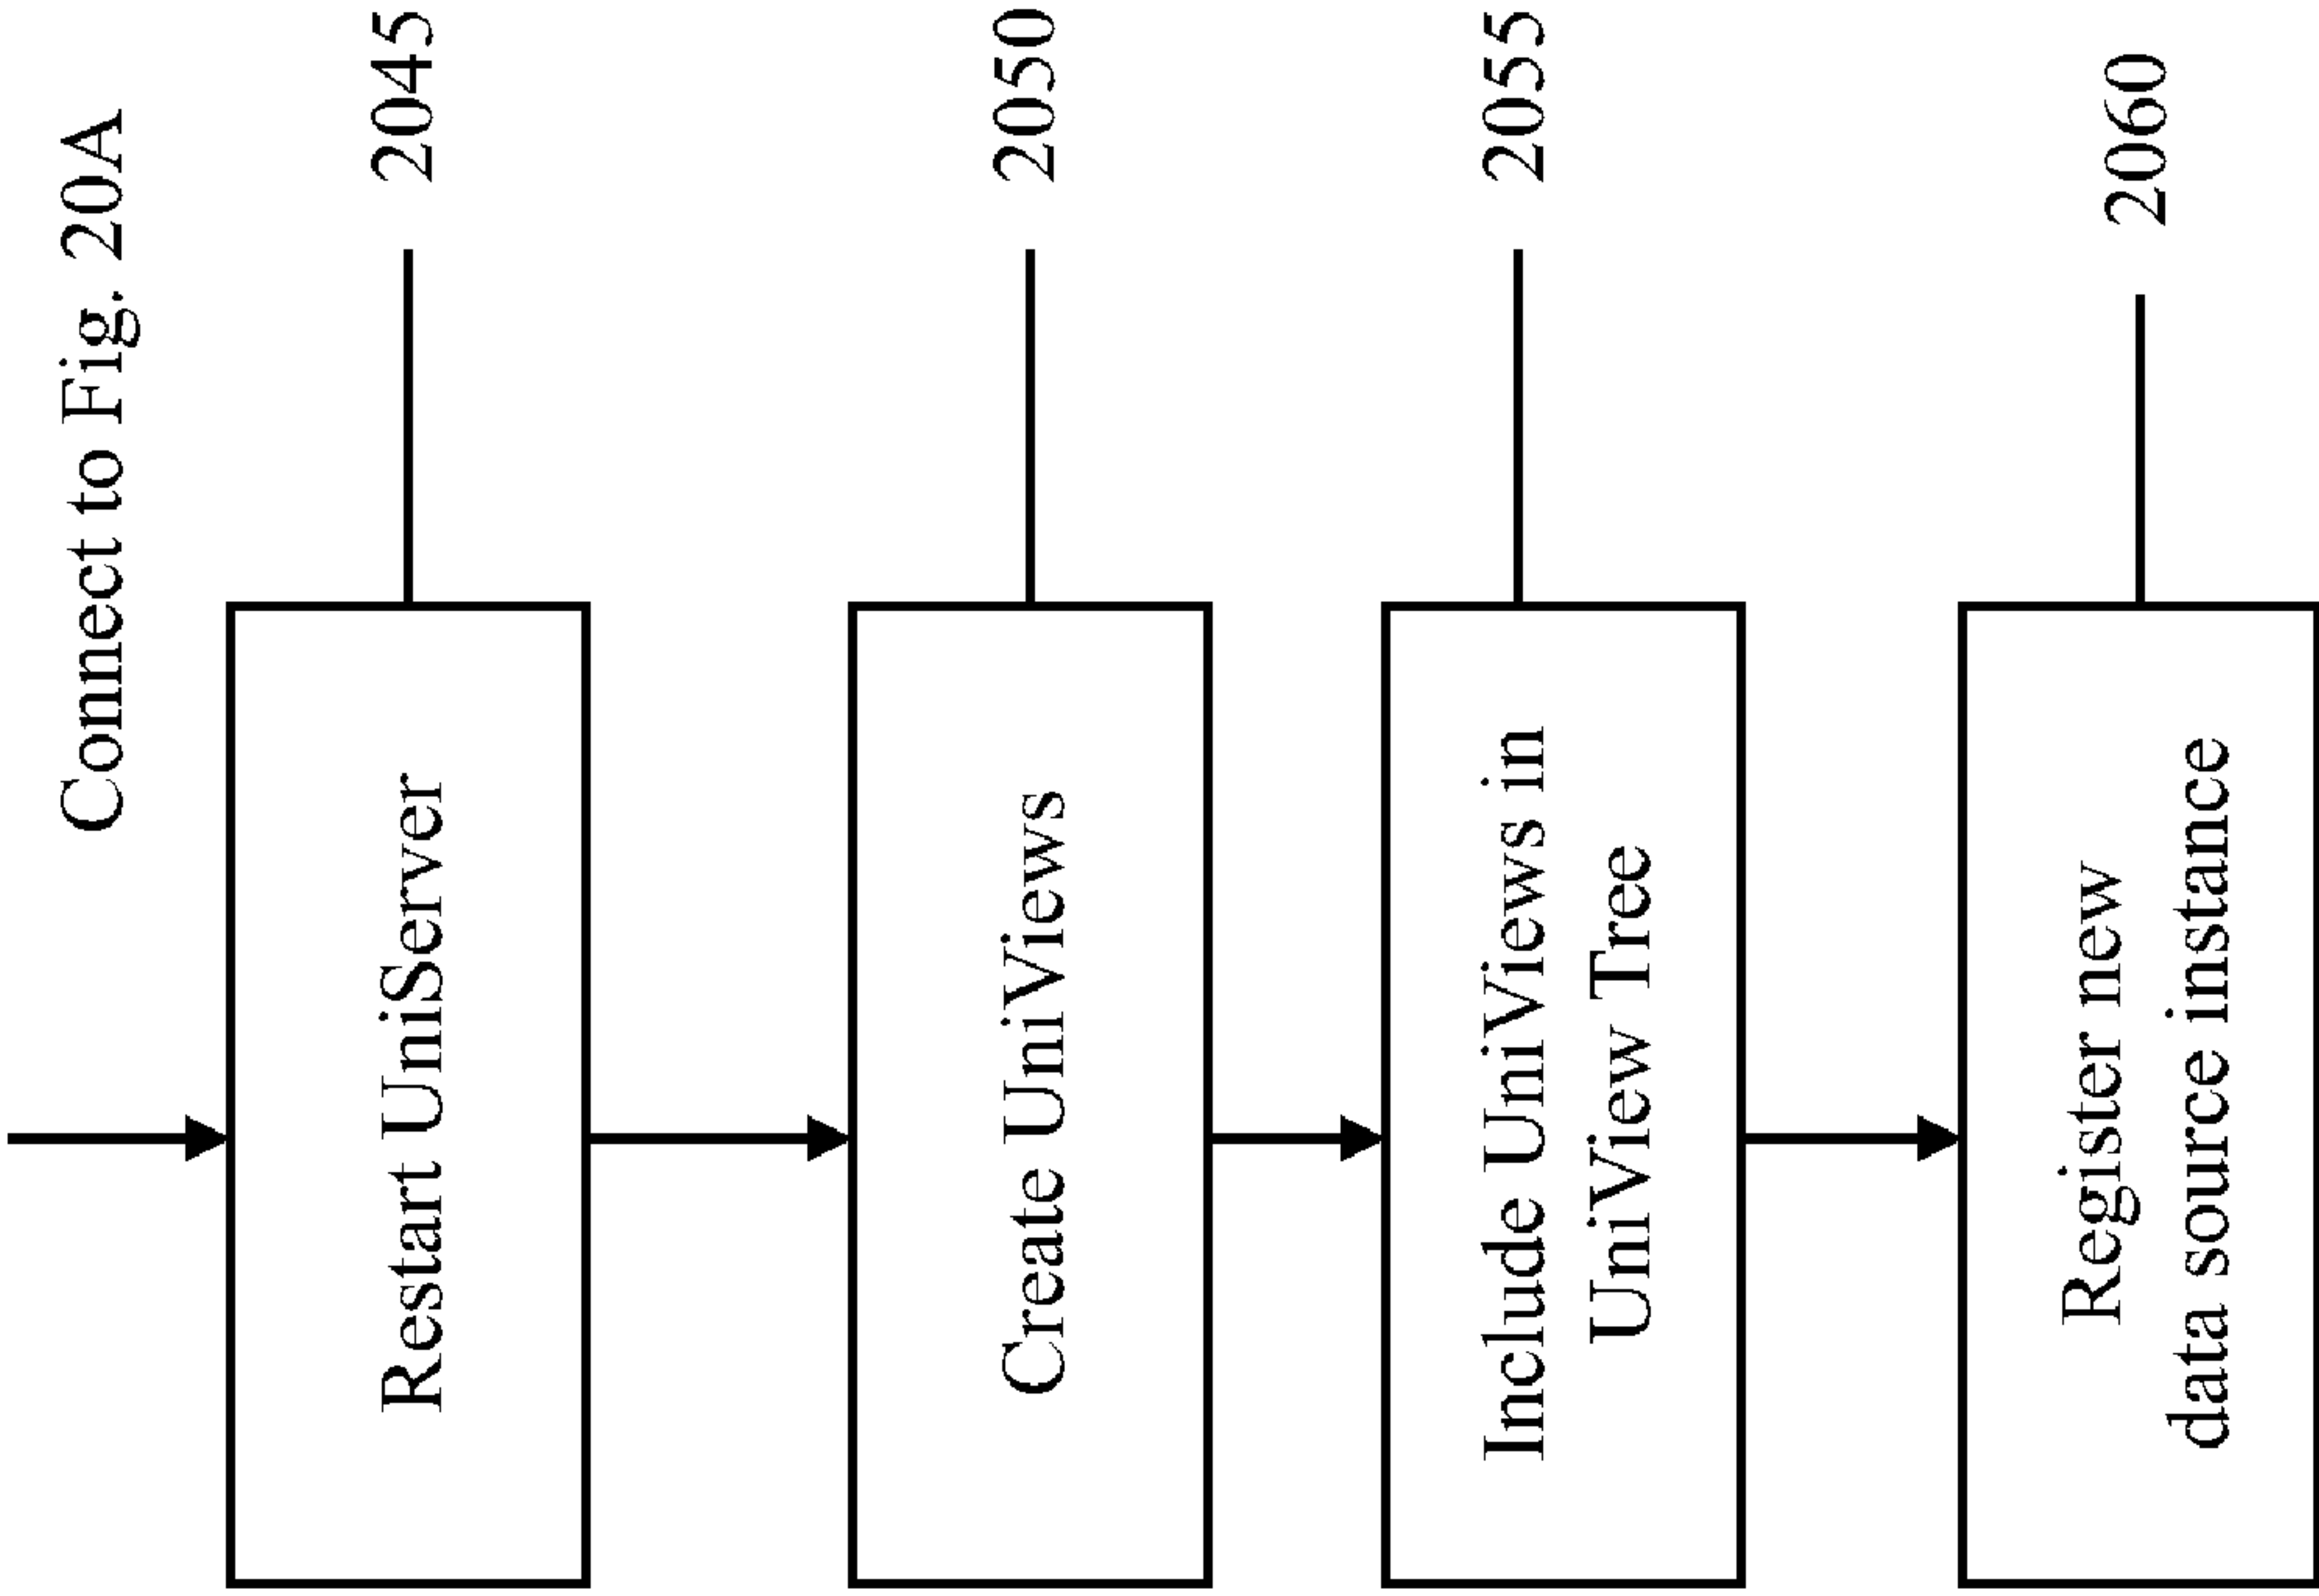 Connect to Fig. 20A
Restart UniServer
2045
Create UniViews
2050
Include UniViews in
UniView Tree
2055
Register new
data source instance
2060